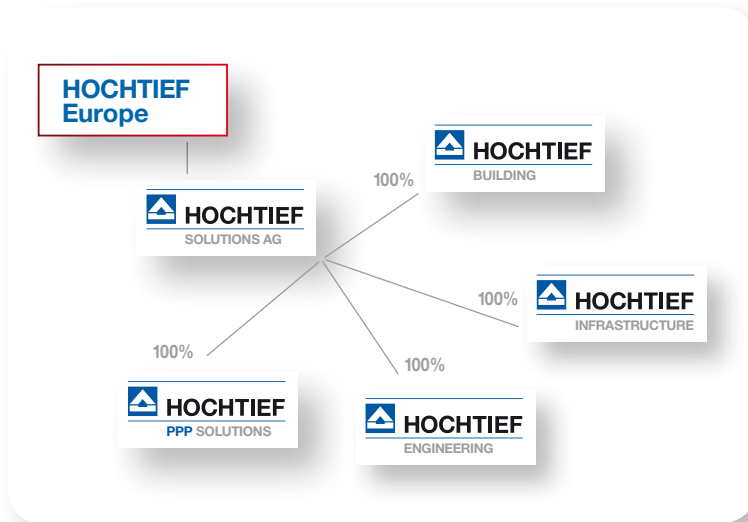 HOCHTIEF
Europe
HOCHTIEF
BUILDING
100%
HOCHTIEF
SOLUTIONS AG
100%
HOCHTIEF
INFRASTRUCTURE
100%
100%
HOCHTIEF
PPP SOLUTIONS
HOCHTIEF
ENGINEERING